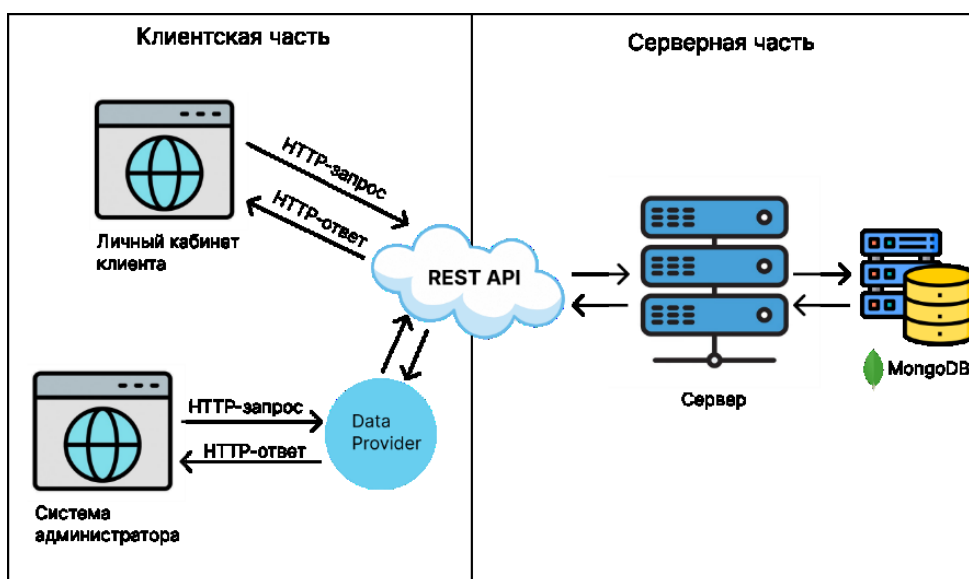 Клиентская часть
Серверная часть
HTTP-запрос
HTTP-ответ
Личный кабинет
клиента
REST API
MongoDB
Сервер
HTTP-запрос
HTTP-ответ
Data
Provider
Система
администратора